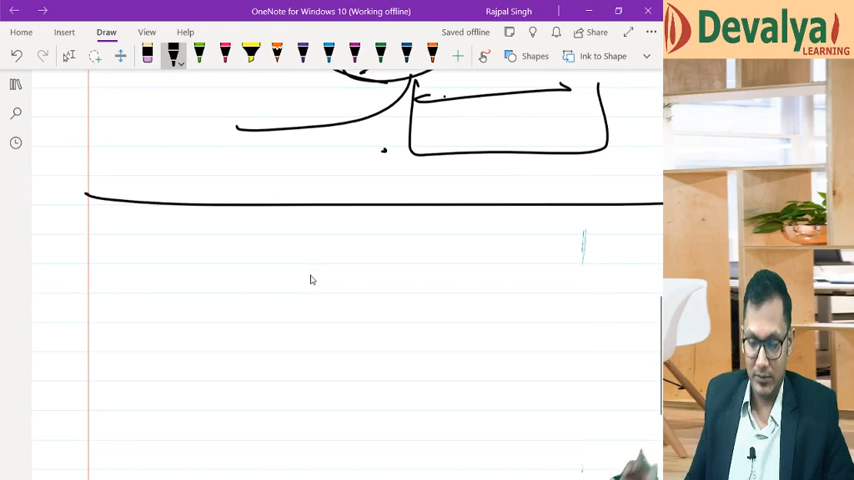 OneNote for Windows 10 (Working offline)
Rajpal Singh
Home Insert Draw View Help
Saved offline
Share
Shapes
Ink to Shape
Devalya
LEARNING